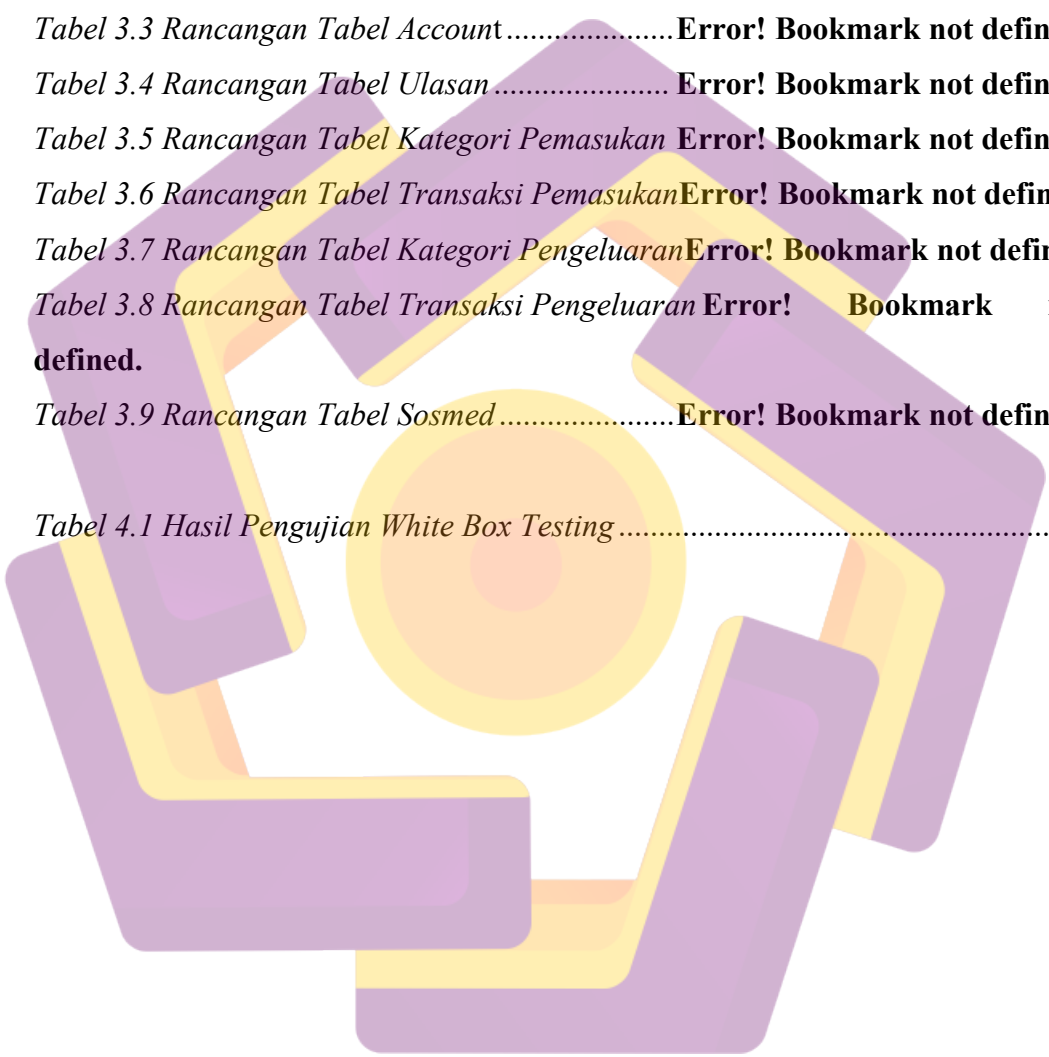 Tabel 3.3 Rancangan Tabel Account.....................Error! Bookmark not defin
Tabel 3.4 Rancangan Tabel Ulasan...................... Error! Bookmark not defin
Tabel 3.5 Rancangan Tabel Kategori Pemasukan Error! Bookmark not defin
Tabel 3.6 Rancangan Tabel Transaksi PemasukanError! Bookmark not defin
Tabel 3.7 Rancangan Tabel Kategori PengeluaranError! Bookmark not defin
Tabel 3.8 Rancangan Tabel Transaksi Pengeluaran Error! Bookmark
defined.
Tabel 3.9 Rancangan Tabel Sosmed......................Error! Bookmark not defin
Tabel 4.1 Hasil Pengujian White Box Testing......................................................